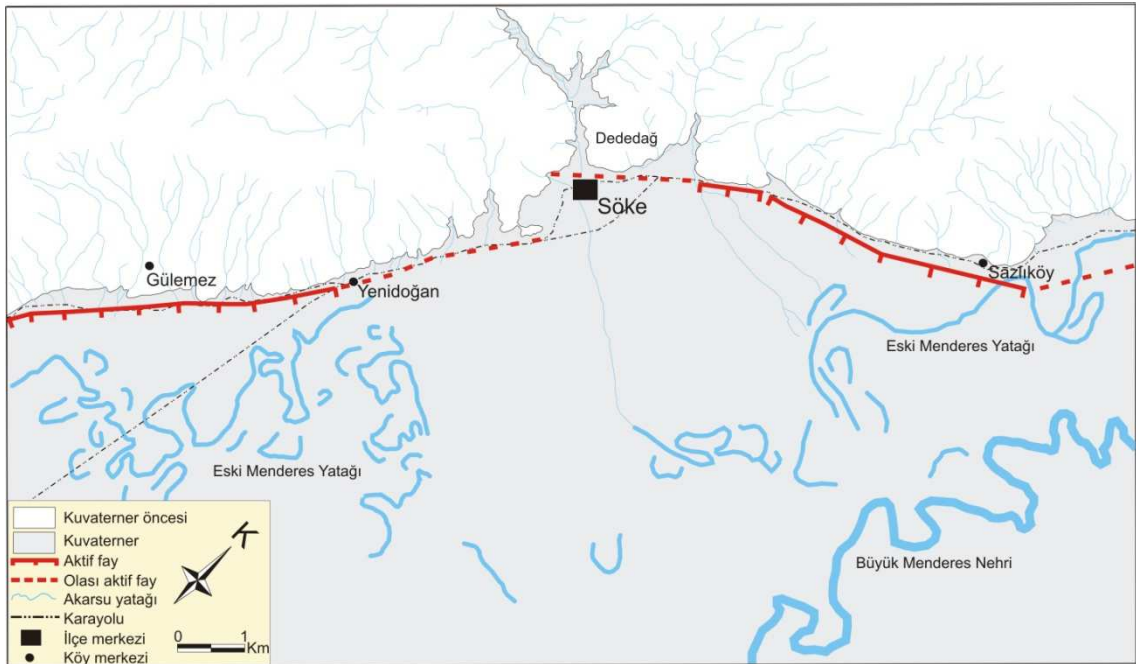 Dededağ
Söke
Gülemez
Yenidoğan
Sazlıköy
Eski Menderes Yatağı
Eski Menderes Yatağı
Büyük Menderes Nehri
Kuvaterner öncesi
Kuvaterner
Aktif fay
Olası aktif fay
Akarsu yatağı
Karayolu
İlçe merkezi
Köy merkezi
K
0 1
Km